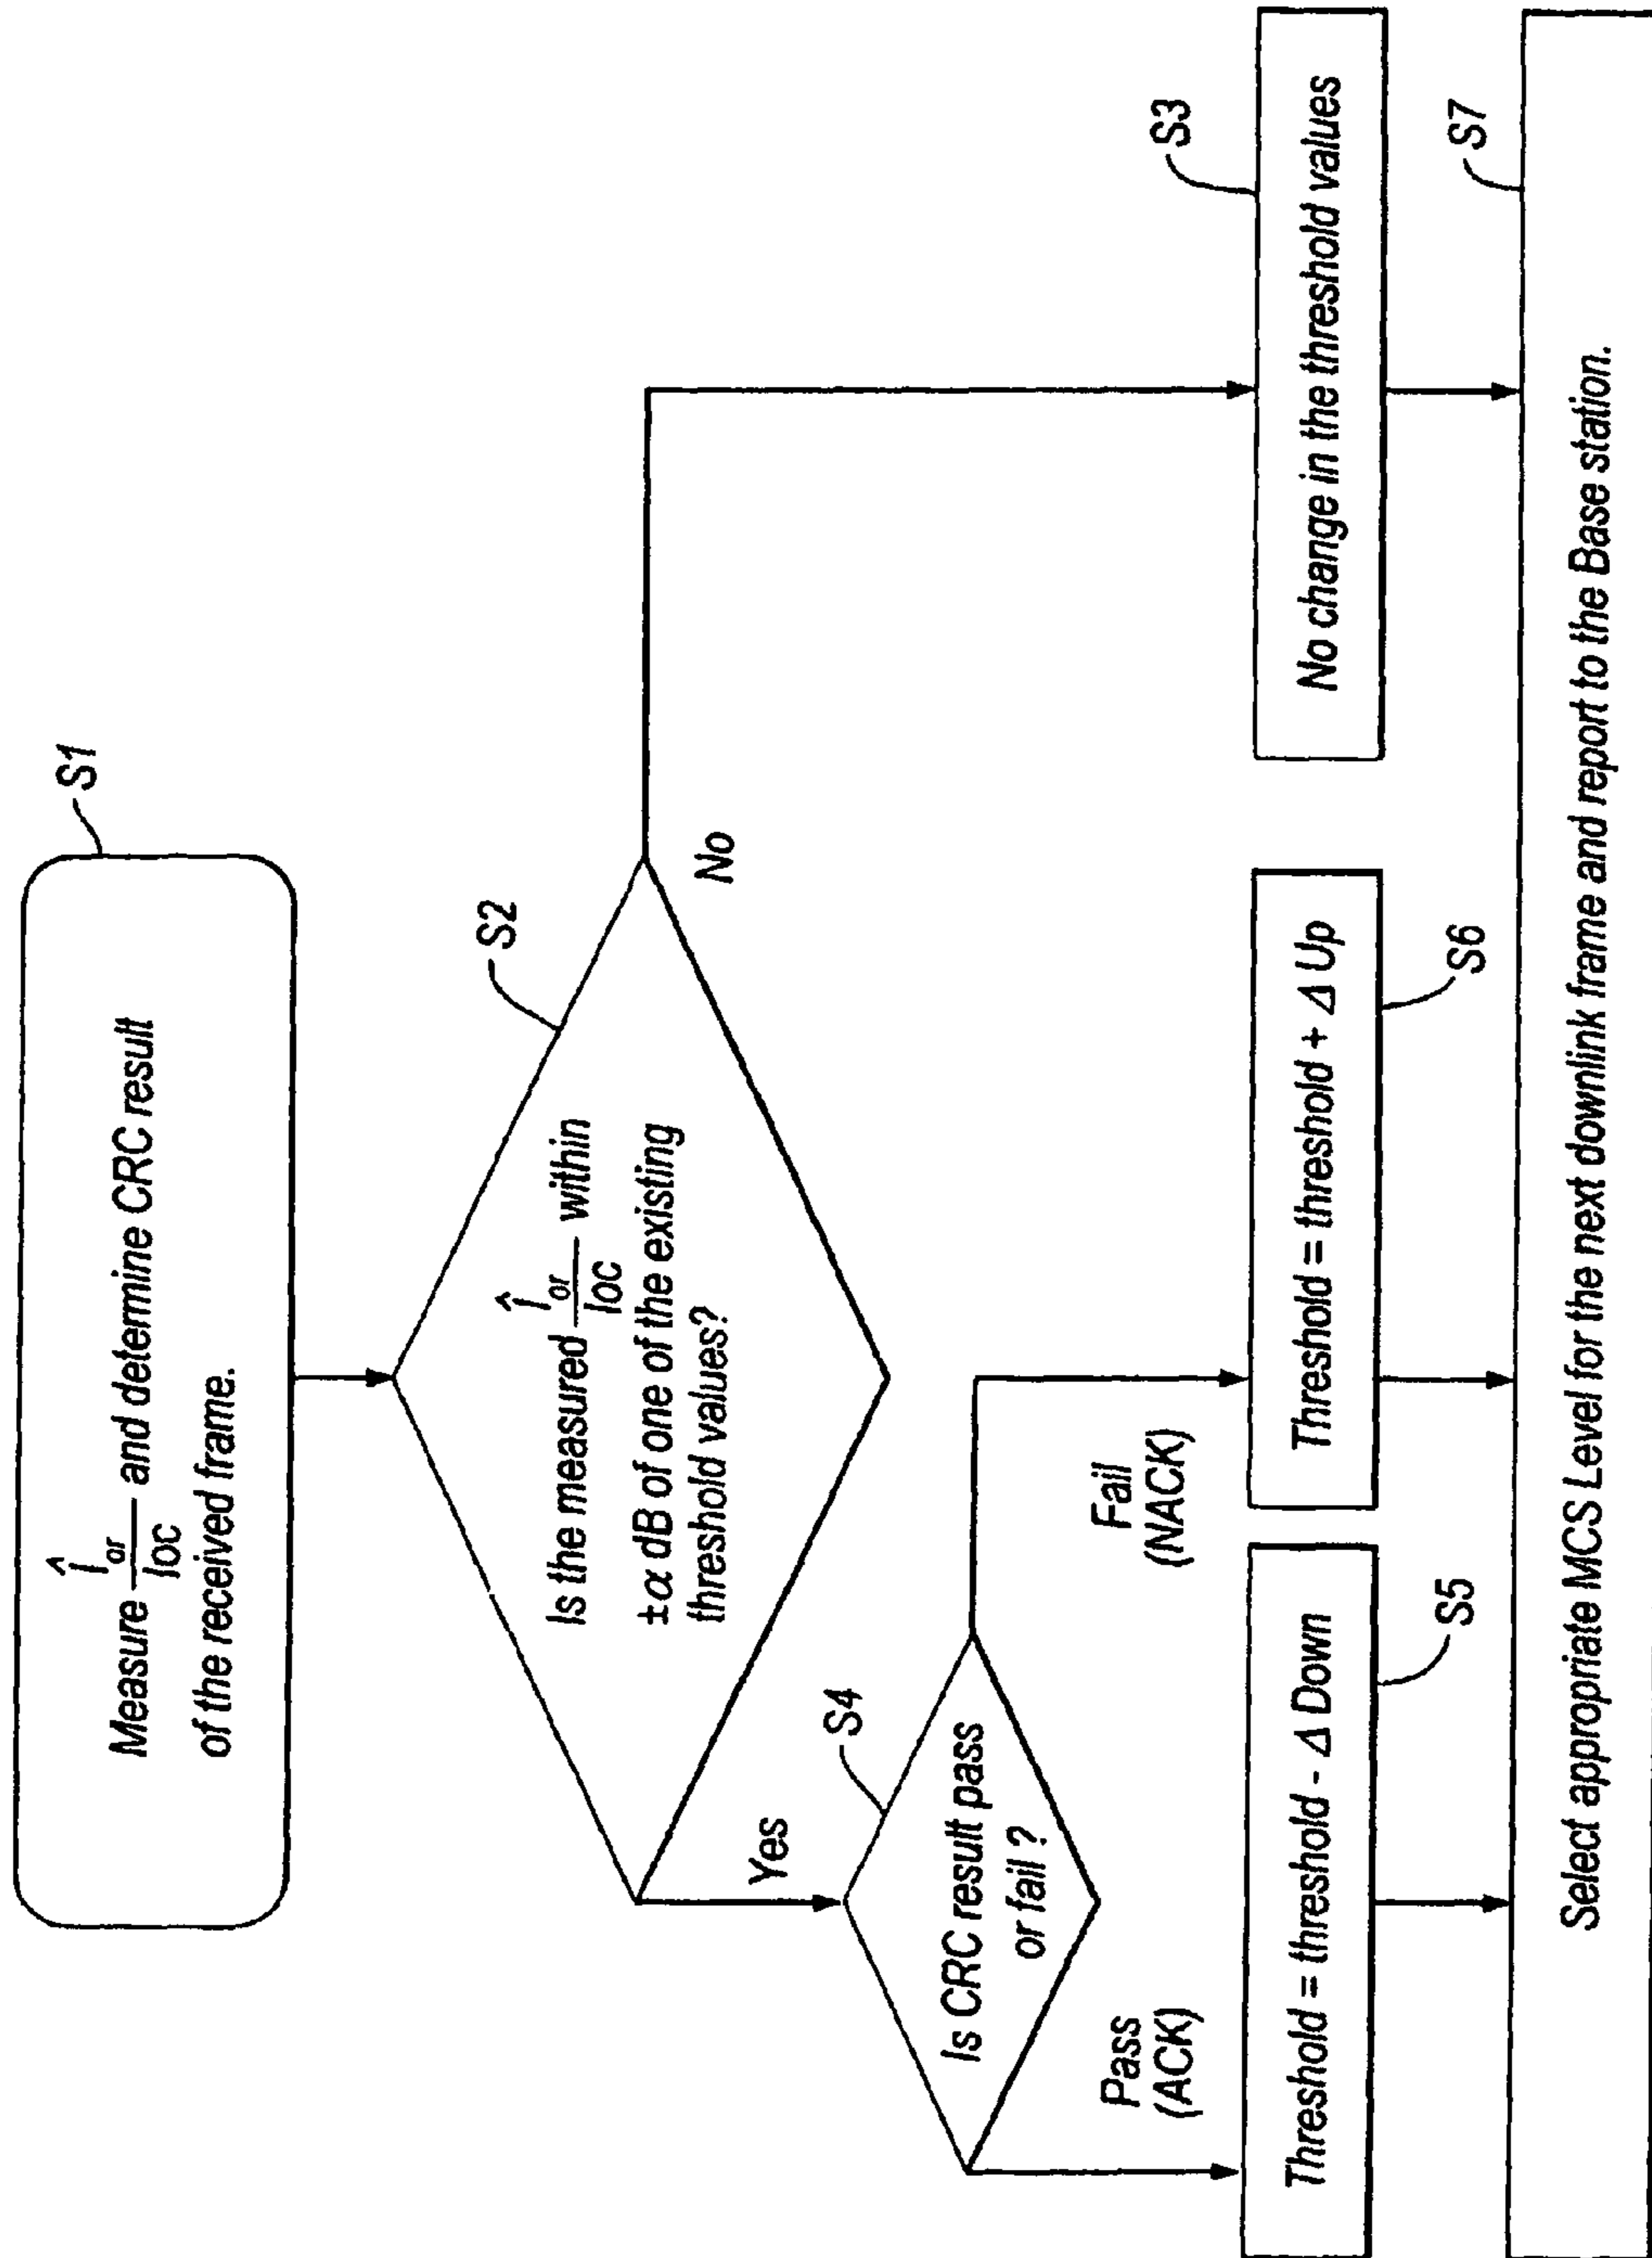 S1
Measure Î_or/Ioc and determine CRC result
of the received frame.
S2
Is the measured Î_or/Ioc within
±α dB of one of the existing
threshold values?
Yes
No
S4
Is CRC result pass
or fail ?
Pass
(ACK)
Fail
(NACK)
Threshold = threshold - Δ Down
S5
Threshold = threshold + Δ Up
S6
S3
No change in the threshold values
S7
Select appropriate MCS Level for the next downlink frame and report to the Base station.